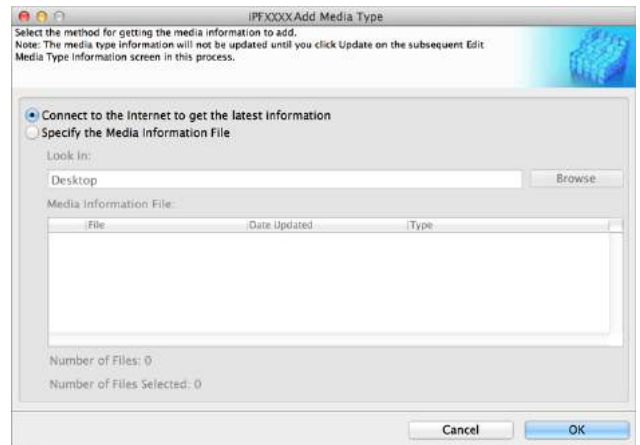 iPFXXXX Add Media Type
Select the method for getting the media information to add.
Note: The media type information will not be updated until you click Update on the subsequent Edit
Media Type Information screen in this process.
Connect to the Internet to get the latest information
Specify the Media Information File
Look in:
Desktop
Browse
Media Information File:
File Date Updated Type
Number of Files: 0
Number of Files Selected: 0
Cancel OK